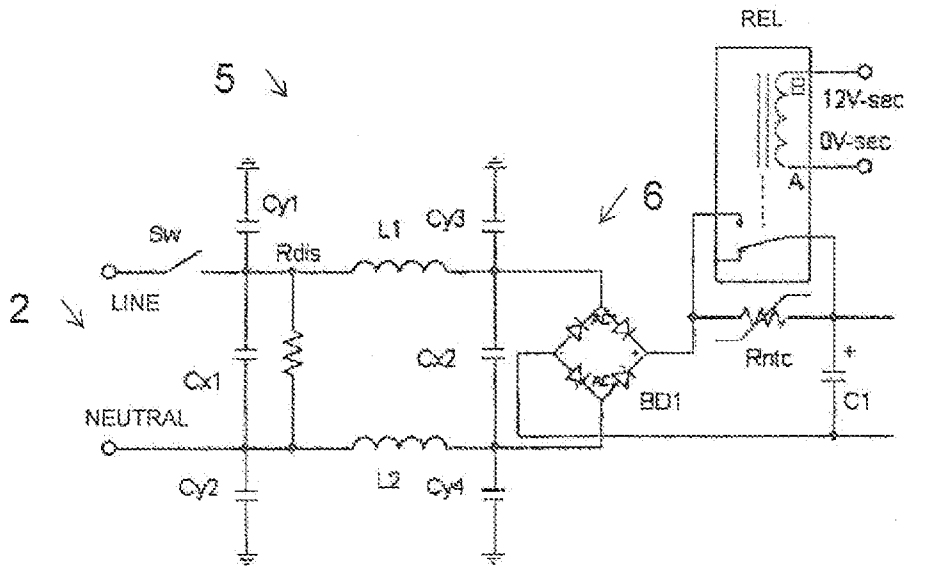 REL
5
12V-sec
0V-sec
A
B
6
Cy1
Cy3
L1
Sw
Rdis
LINE
2
AC
Cx1
Cx2
+
Rntc
+
AC
BD1
C1
NEUTRAL
L2
Cy2
Cy4